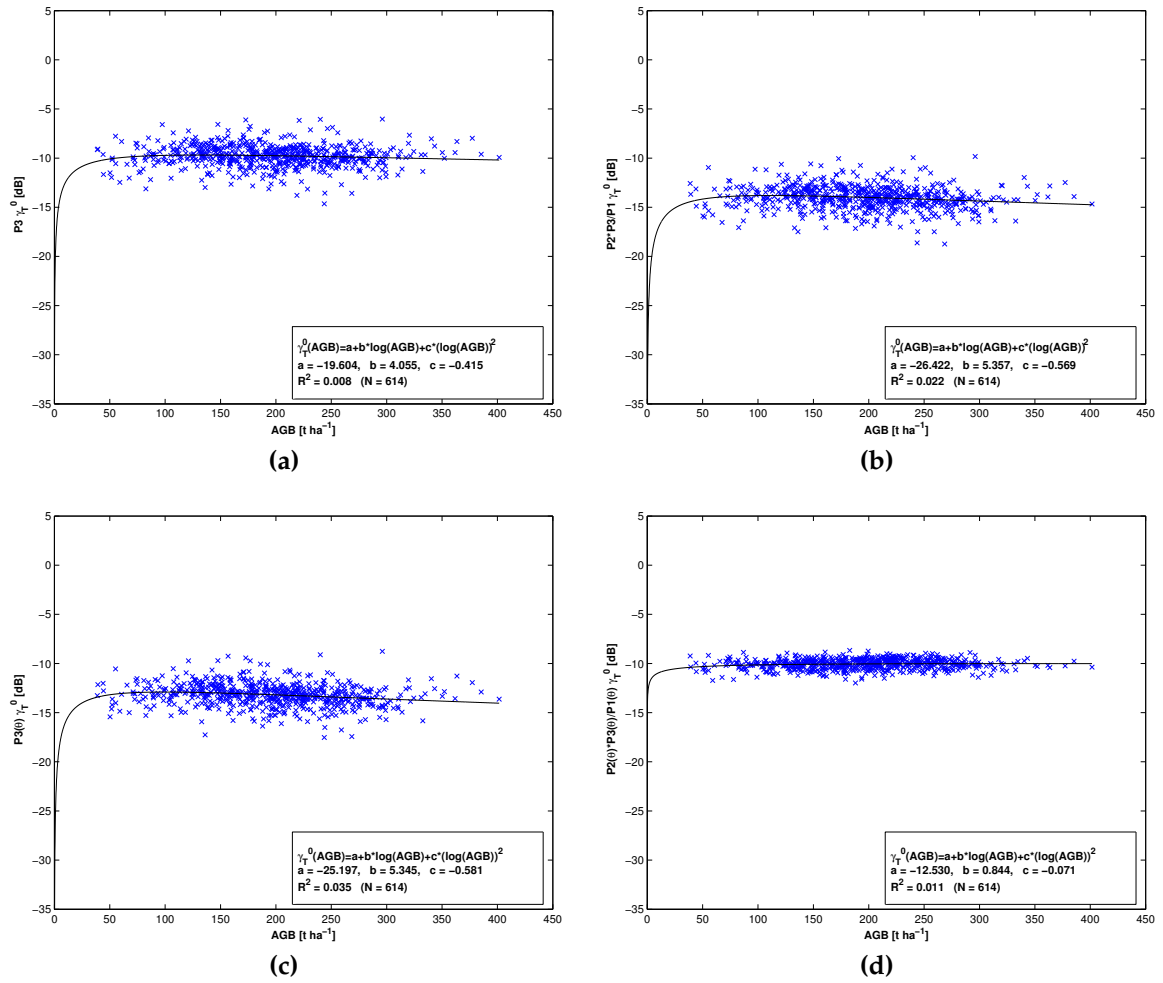 5
0
−5
−10
−15
−20
−25
−30
−35
P3 γT0 [dB]
γT0(AGB)=a+b*log(AGB)+c*(log(AGB))2
a = −19.604, b = 4.055, c = −0.415
R2 = 0.008 (N = 614)
0 50 100 150 200 250 300 350 400 450
AGB [t ha−1]
(a)
5
0
−5
−10
−15
−20
−25
−30
−35
P2*P3/P1 γT0 [dB]
γT0(AGB)=a+b*log(AGB)+c*(log(AGB))2
a = −26.422, b = 5.357, c = −0.569
R2 = 0.022 (N = 614)
0 50 100 150 200 250 300 350 400 450
AGB [t ha−1]
(b)
5
0
−5
−10
−15
−20
−25
−30
−35
P3(θ) γT0 [dB]
γT0(AGB)=a+b*log(AGB)+c*(log(AGB))2
a = −25.197, b = 5.345, c = −0.581
R2 = 0.035 (N = 614)
0 50 100 150 200 250 300 350 400 450
AGB [t ha−1]
(c)
5
0
−5
−10
−15
−20
−25
−30
−35
P2(θ)*P3(θ)/P1(θ) γT0 [dB]
γT0(AGB)=a+b*log(AGB)+c*(log(AGB))2
a = −12.530, b = 0.844, c = −0.071
R2 = 0.011 (N = 614)
0 50 100 150 200 250 300 350 400 450
AGB [t ha−1]
(d)